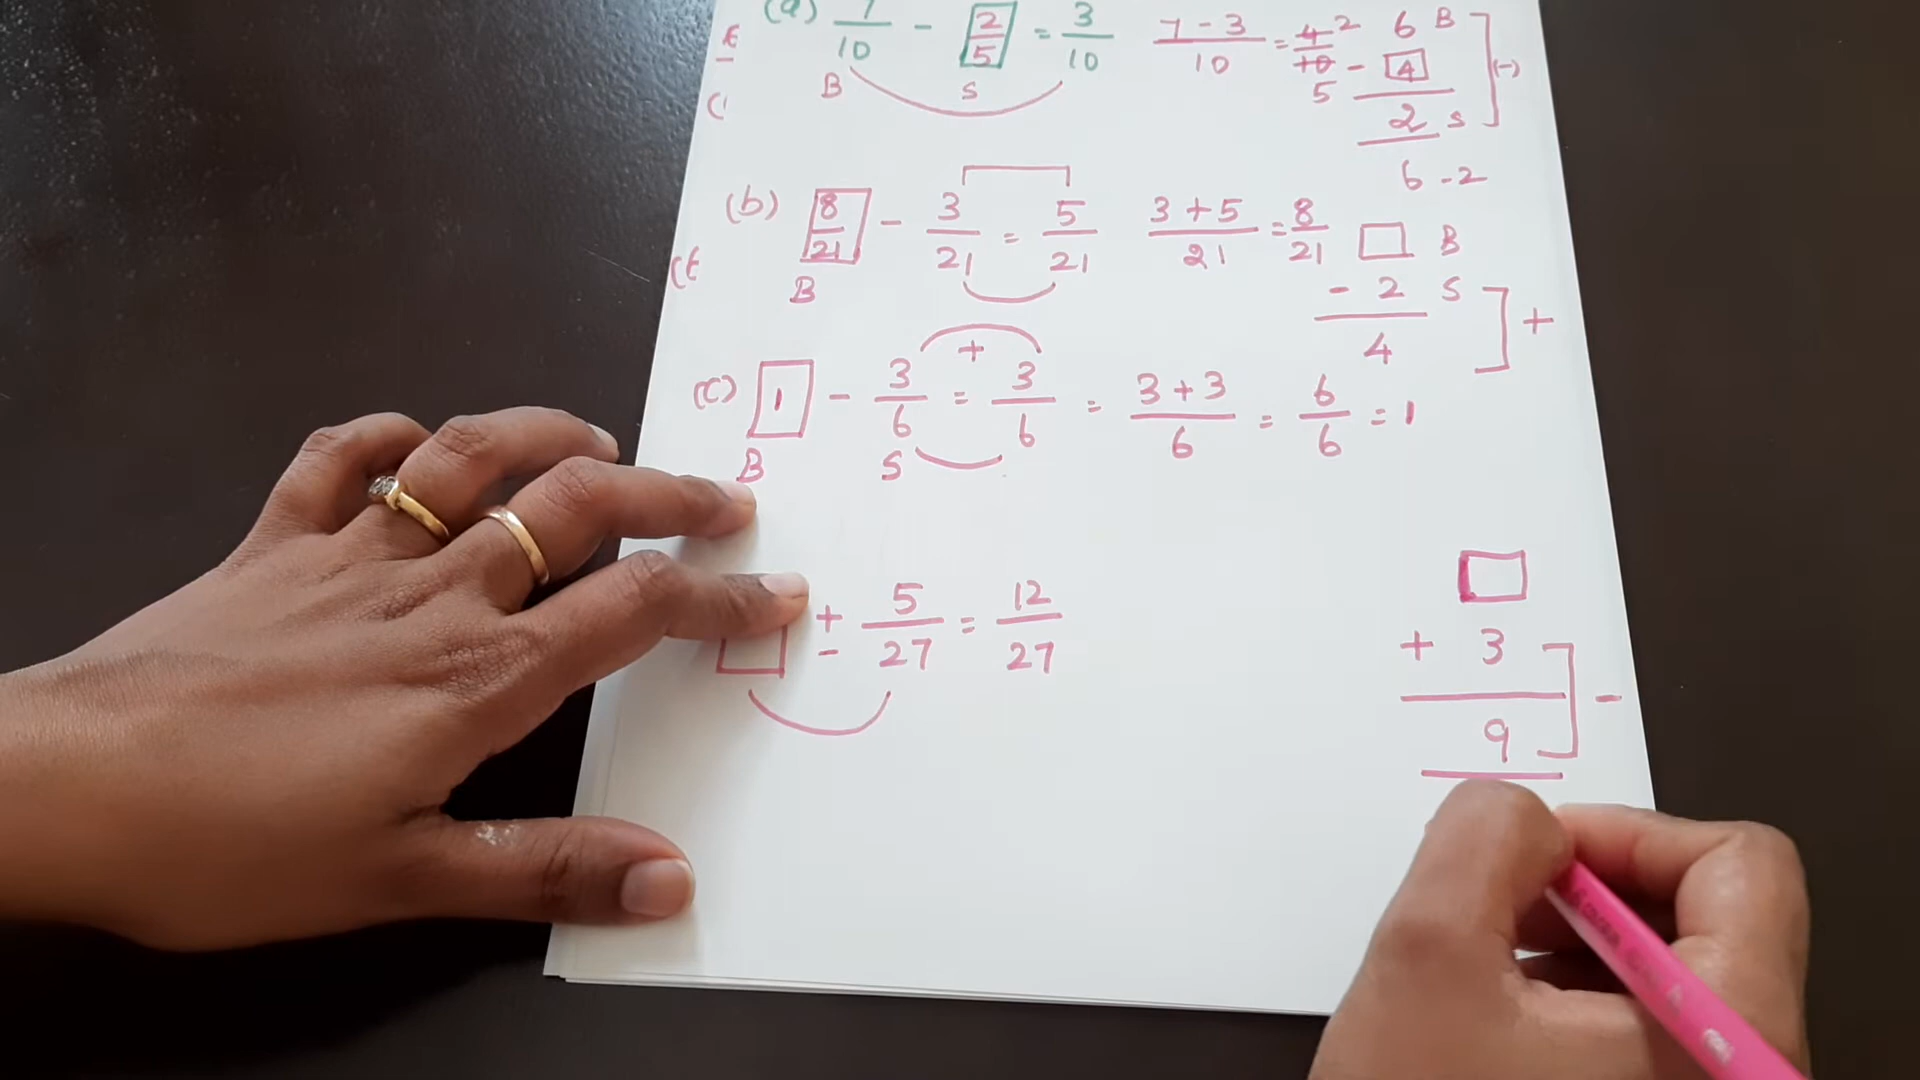 (a) 7/10 - 2/5 = 3/10 7 - 3/10 = 4/10 2 5
B S
6 B
- 4
2 S
(-)
6 - 2
(b) 8/21 - 3/21 = 5/21 3 + 5/21 = 8/21
B
□ B
- 2 S
4
+
(c) 1 - 3/6 = 3/6 = 3 + 3/6 = 6/6 = 1
+
B S
□ + - 5/27 = 12/27
□
+ 3
9
-